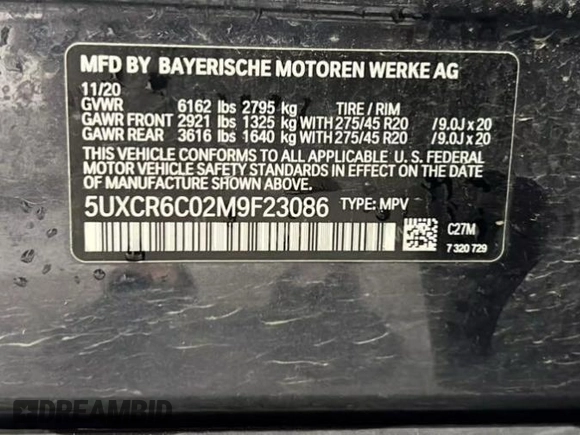 MFD BY BAYERISCHE MOTOREN WERKE AG
11/20
GVWR 6162 lbs 2795 kg TIRE / RIM
GAWR FRONT 2921 lbs 1325 kg WITH 275/45 R20 /9.0J x 20
GAWR REAR 3616 lbs 1640 kg WITH 275/45 R20 /9.0J x 20
THIS VEHICLE CONFORMS TO ALL APPLICABLE U. S. FEDERAL
MOTOR VEHICLE SAFETY STANDARDS IN EFFECT ON THE
DATE OF MANUFACTURE SHOWN ABOVE.
5UXCR6C02M9F23086 TYPE: MPV
C27M
7 320 729
DREAMBID